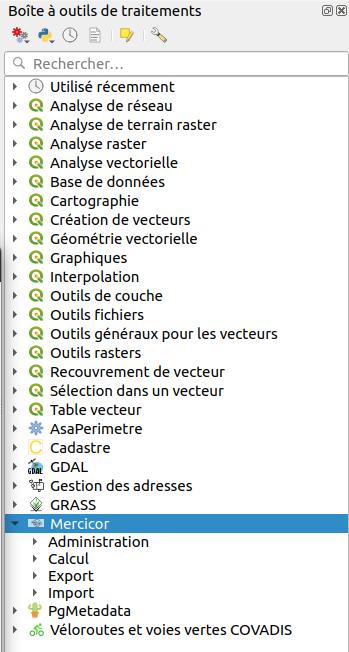 Boîte à outils de traitements
Rechercher…
Utilisé récemment
Analyse de réseau
Analyse de terrain raster
Analyse raster
Analyse vectorielle
Base de données
Cartographie
Création de vecteurs
Géométrie vectorielle
Graphiques
Interpolation
Outils de couche
Outils fichiers
Outils généraux pour les vecteurs
Outils rasters
Recouvrement de vecteur
Sélection dans un vecteur
Table vecteur
AsaPerimetre
Cadastre
GDAL
Gestion des adresses
GRASS
Mercicor
Administration
Calcul
Export
Import
PgMetadata
Véloroutes et voies vertes COVADIS